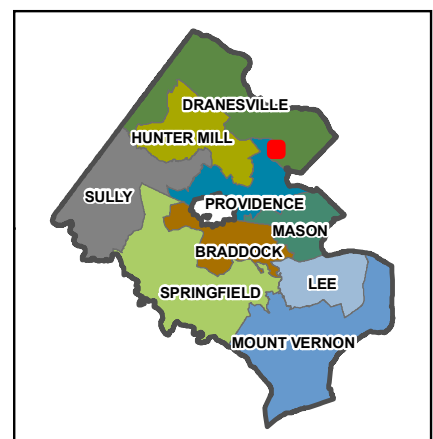 DRANESVILLE
HUNTER MILL
SULLY
PROVIDENCE
MASON
BRADDOCK
LEE
SPRINGFIELD
MOUNT VERNON